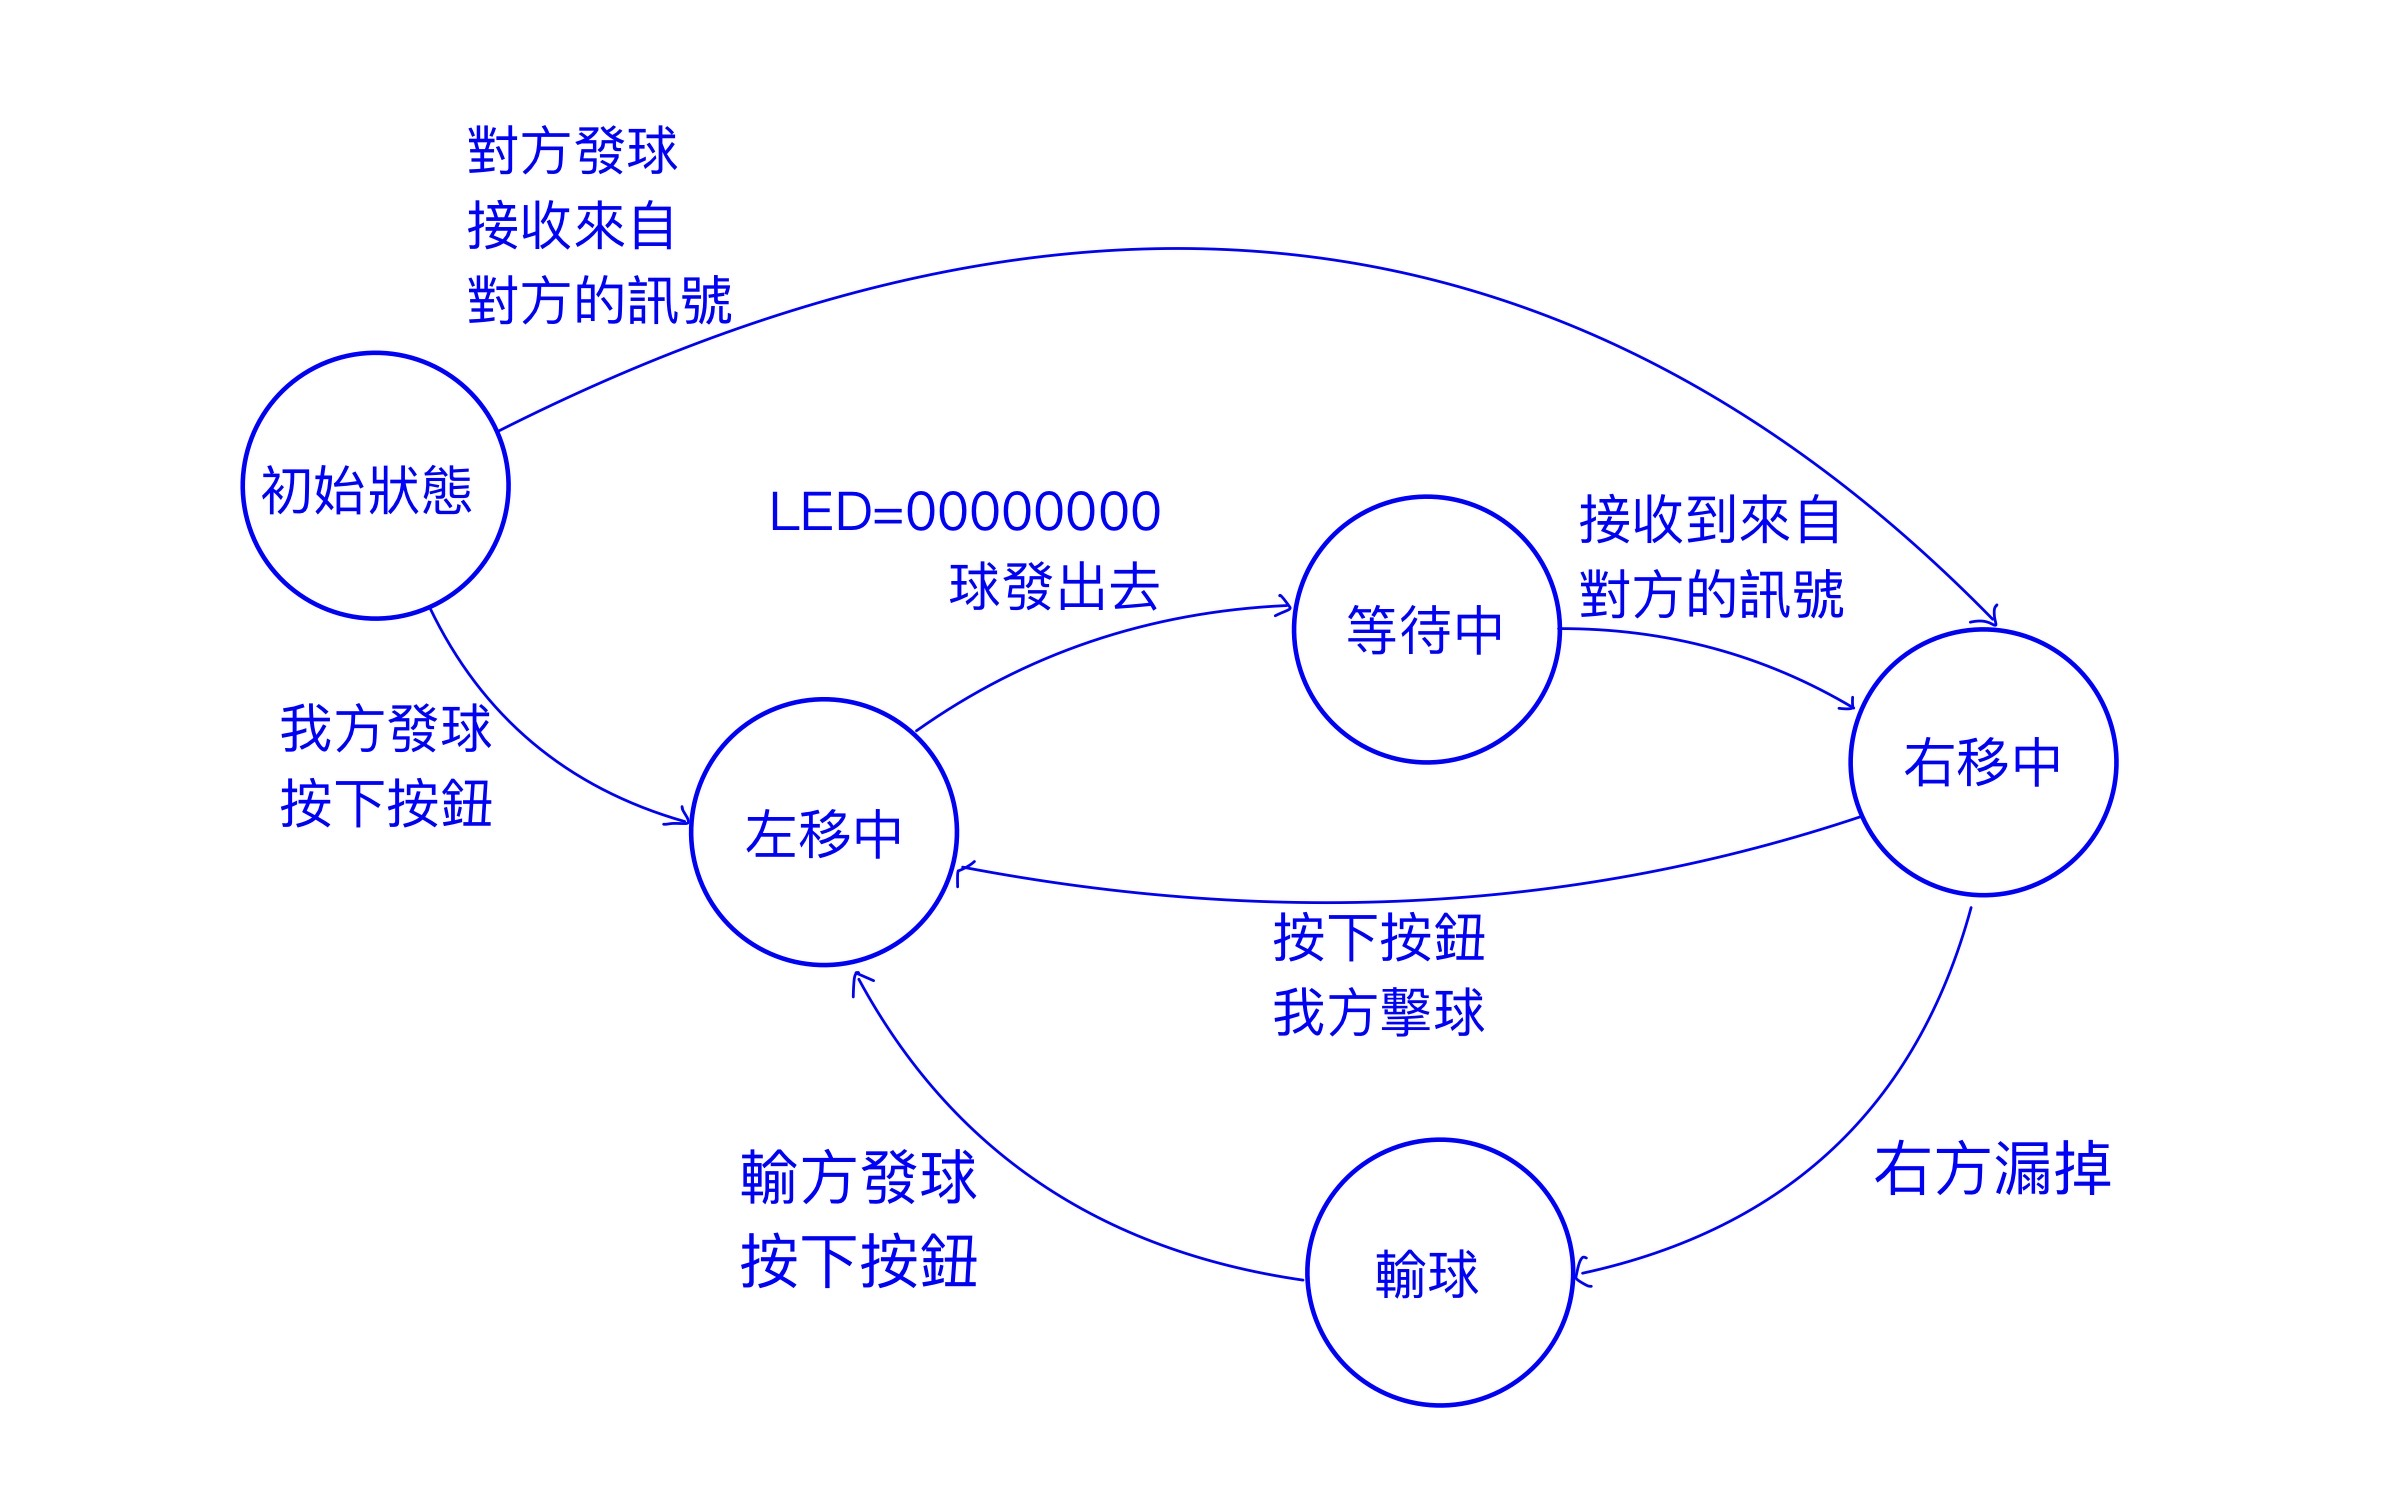 對方發球
接收來自
對方的訊號
初始狀態
LED=00000000
球發出去
等待中
接收到來自
對方的訊號
我方發球
按下按鈕
左移中
右移中
按下按鈕
我方擊球
輸方發球
按下按鈕
右方漏掉
輸球